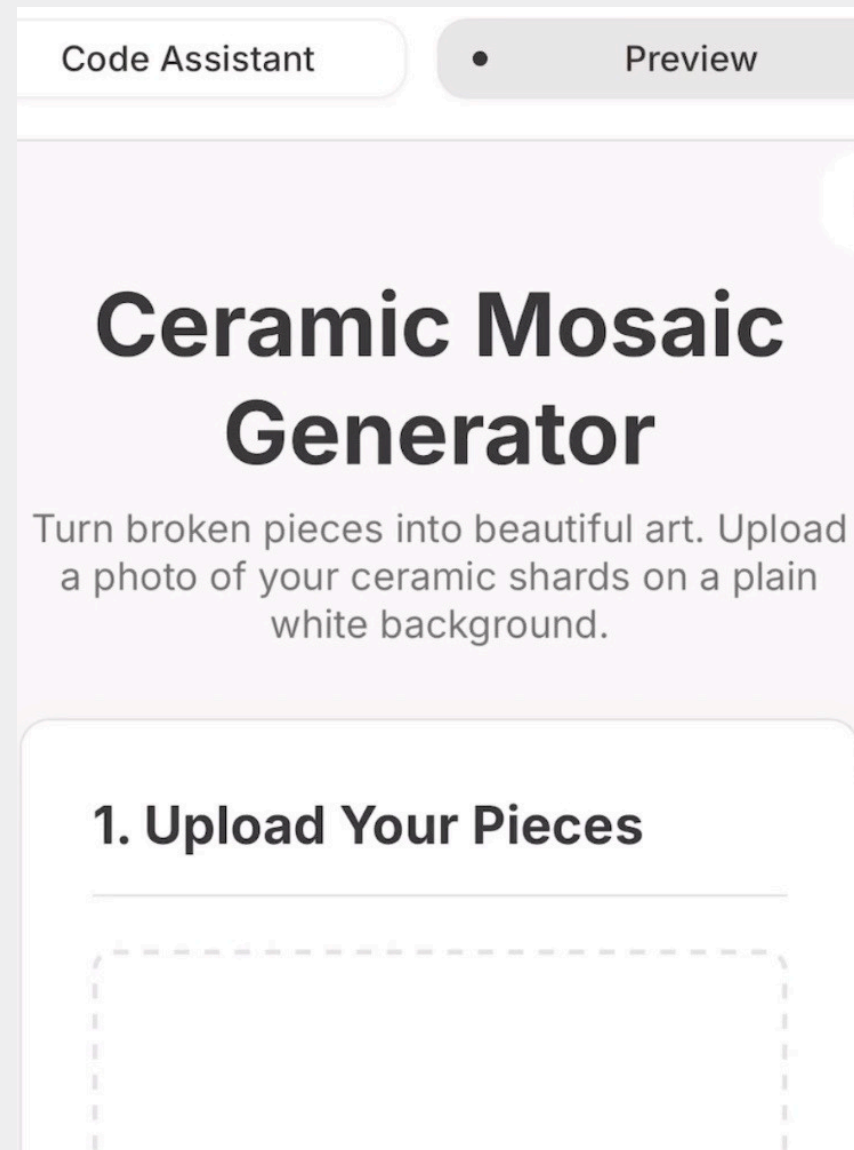 Code Assistant
Preview
Ceramic Mosaic
Generator
Turn broken pieces into beautiful art. Upload
a photo of your ceramic shards on a plain
white background.
1. Upload Your Pieces